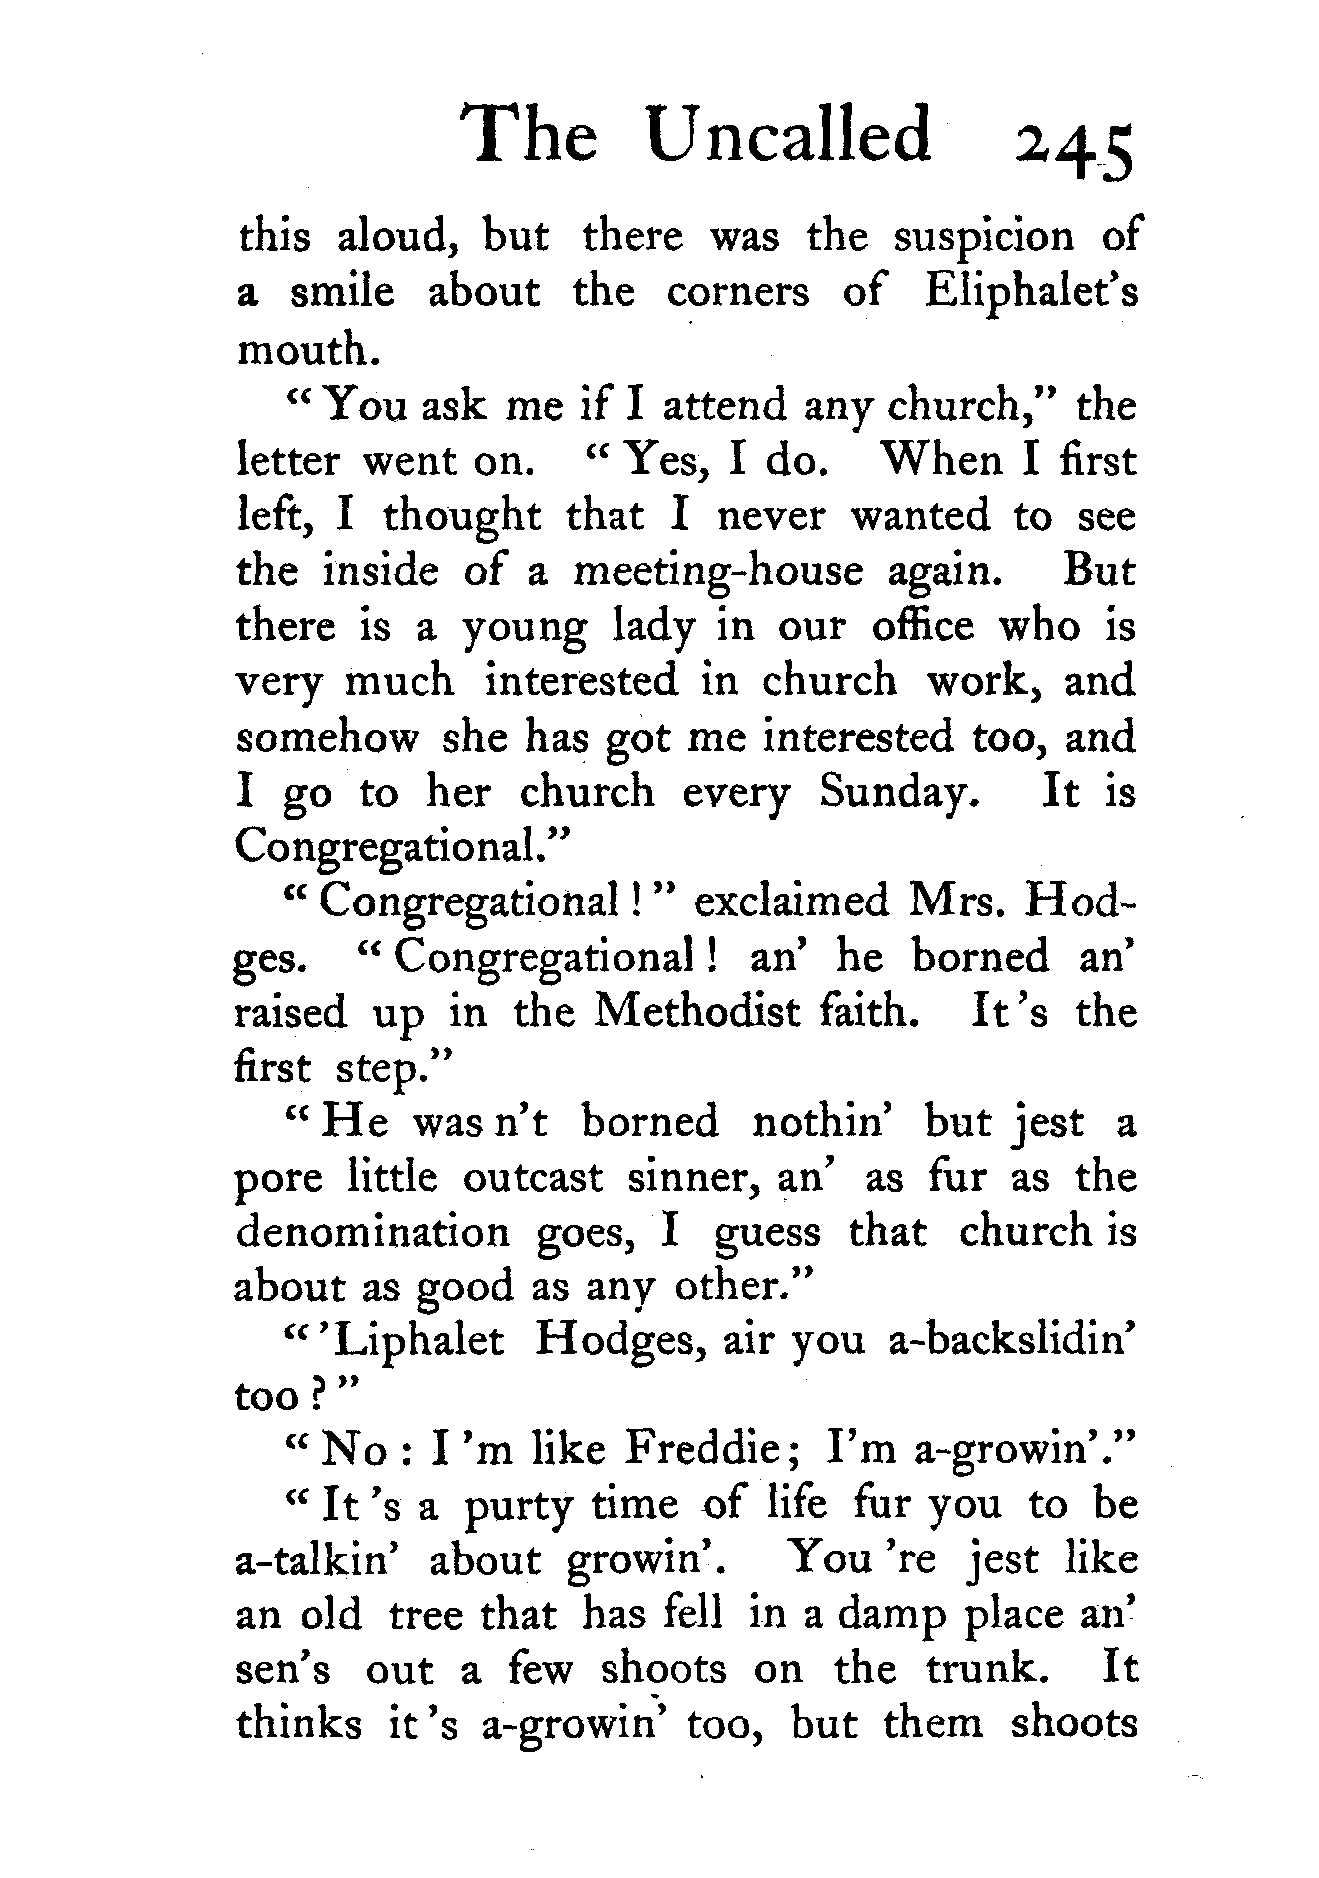 The Uncalled 245
this aloud, but there was the suspicion of
a smile about the corners of Eliphalet's
mouth.
“ You ask me if I attend any church,” the
letter went on. “ Yes, I do. When I first
left, I thought that I never wanted to see
the inside of a meeting-house again. But
there is a young lady in our office who is
very much interested in church work, and
somehow she has got me interested too, and
I go to her church every Sunday. It is
Congregational.”
“ Congregational ! ” exclaimed Mrs. Hod-
ges. “ Congregational ! an’ he borned an’
raised up in the Methodist faith. It ’s the
first step.”
“ He was n’t borned nothin’ but jest a
pore little outcast sinner, an’ as fur as the
denomination goes, I guess that church is
about as good as any other.”
“ ’Liphalet Hodges, air you a-backslidin’
too ? ”
“ No : I ’m like Freddie ; I’m a-growin’.”
“ It ’s a purty time of life fur you to be
a-talkin’ about growin’. You ’re jest like
an old tree that has fell in a damp place an’
sen’s out a few shoots on the trunk. It
thinks it ’s a-growin’ too, but them shoots